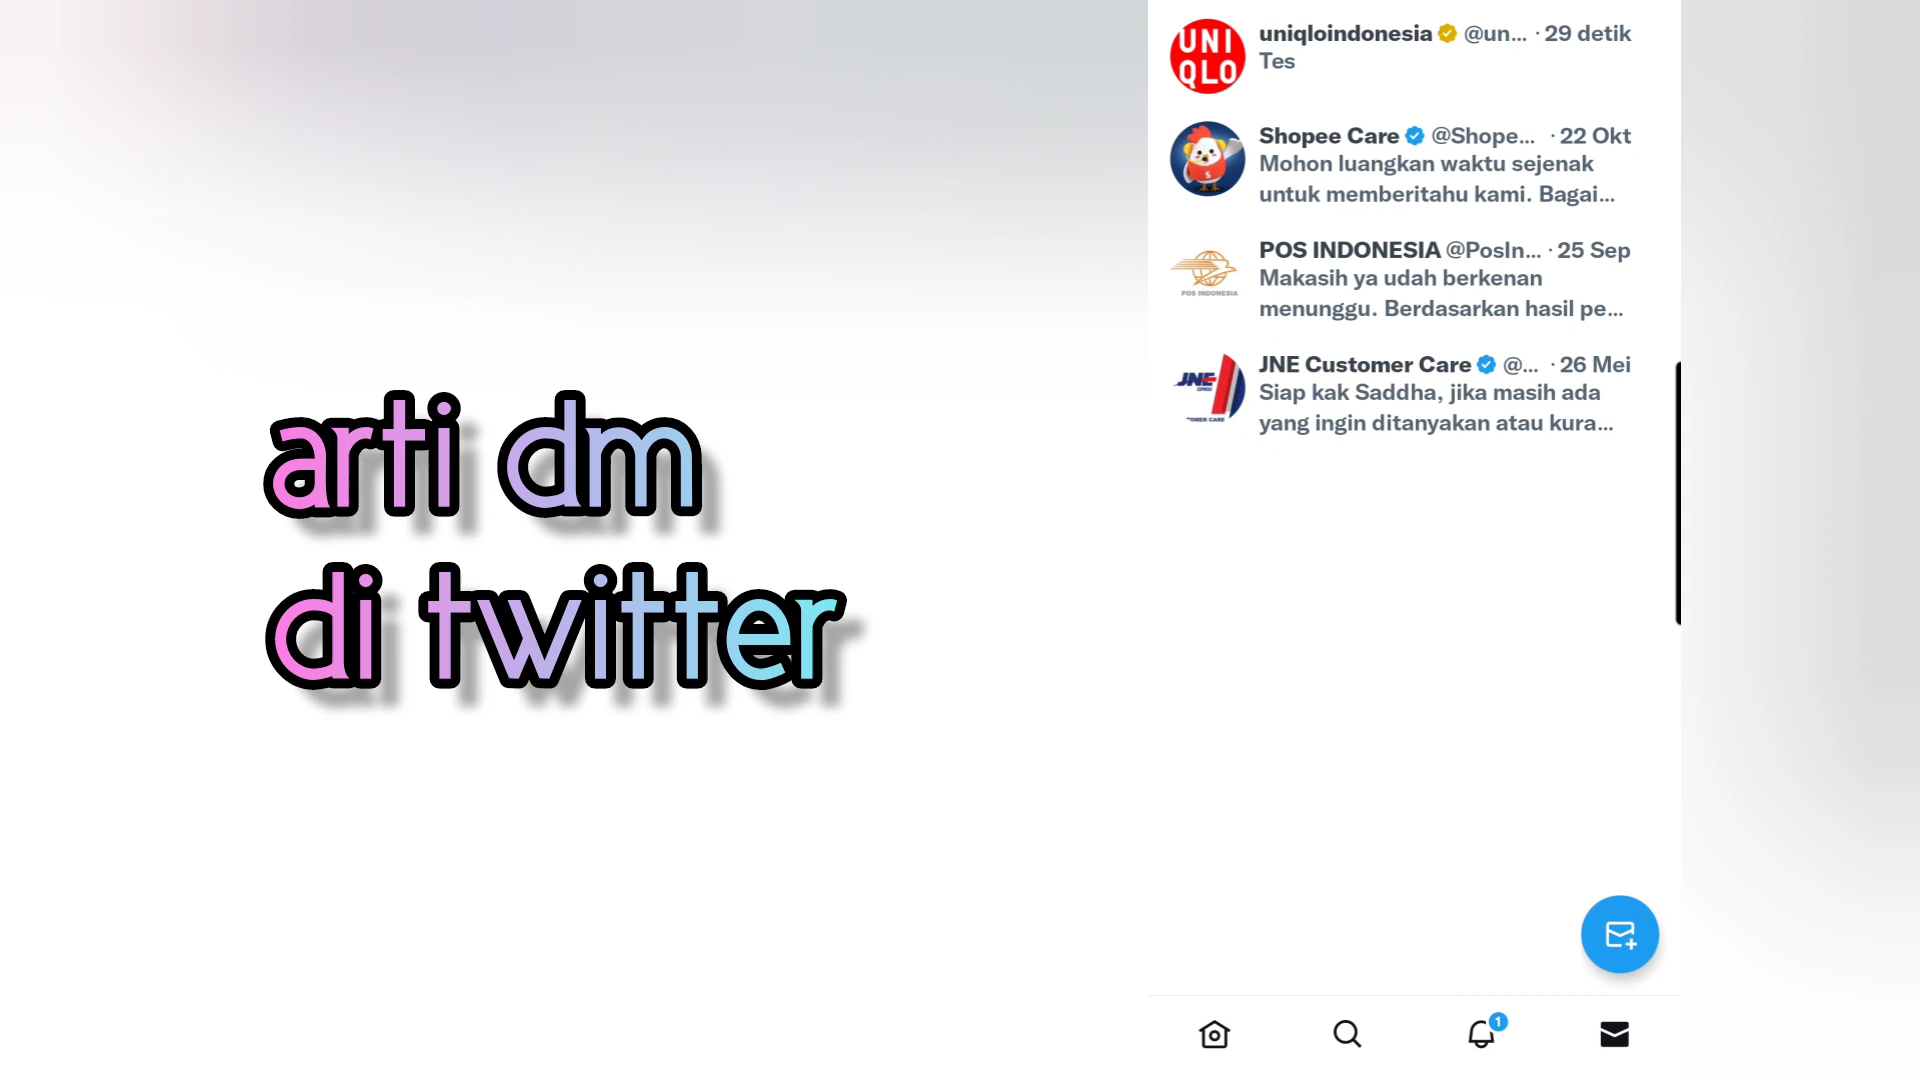 arti dm
di twitter
UNI
QLO
uniqloindonesia @un... · 29 detik
Tes
Shopee Care @Shope... · 22 Okt
Mohon luangkan waktu sejenak
untuk memberitahu kami. Bagai...
S
POS INDONESIA @PosIn... · 25 Sep
Makasih ya udah berkenan
menunggu. Berdasarkan hasil pe...
POS INDONESIA
JNE Customer Care @... · 26 Mei
Siap kak Saddha, jika masih ada
yang ingin ditanyakan atau kura...
JNE
1